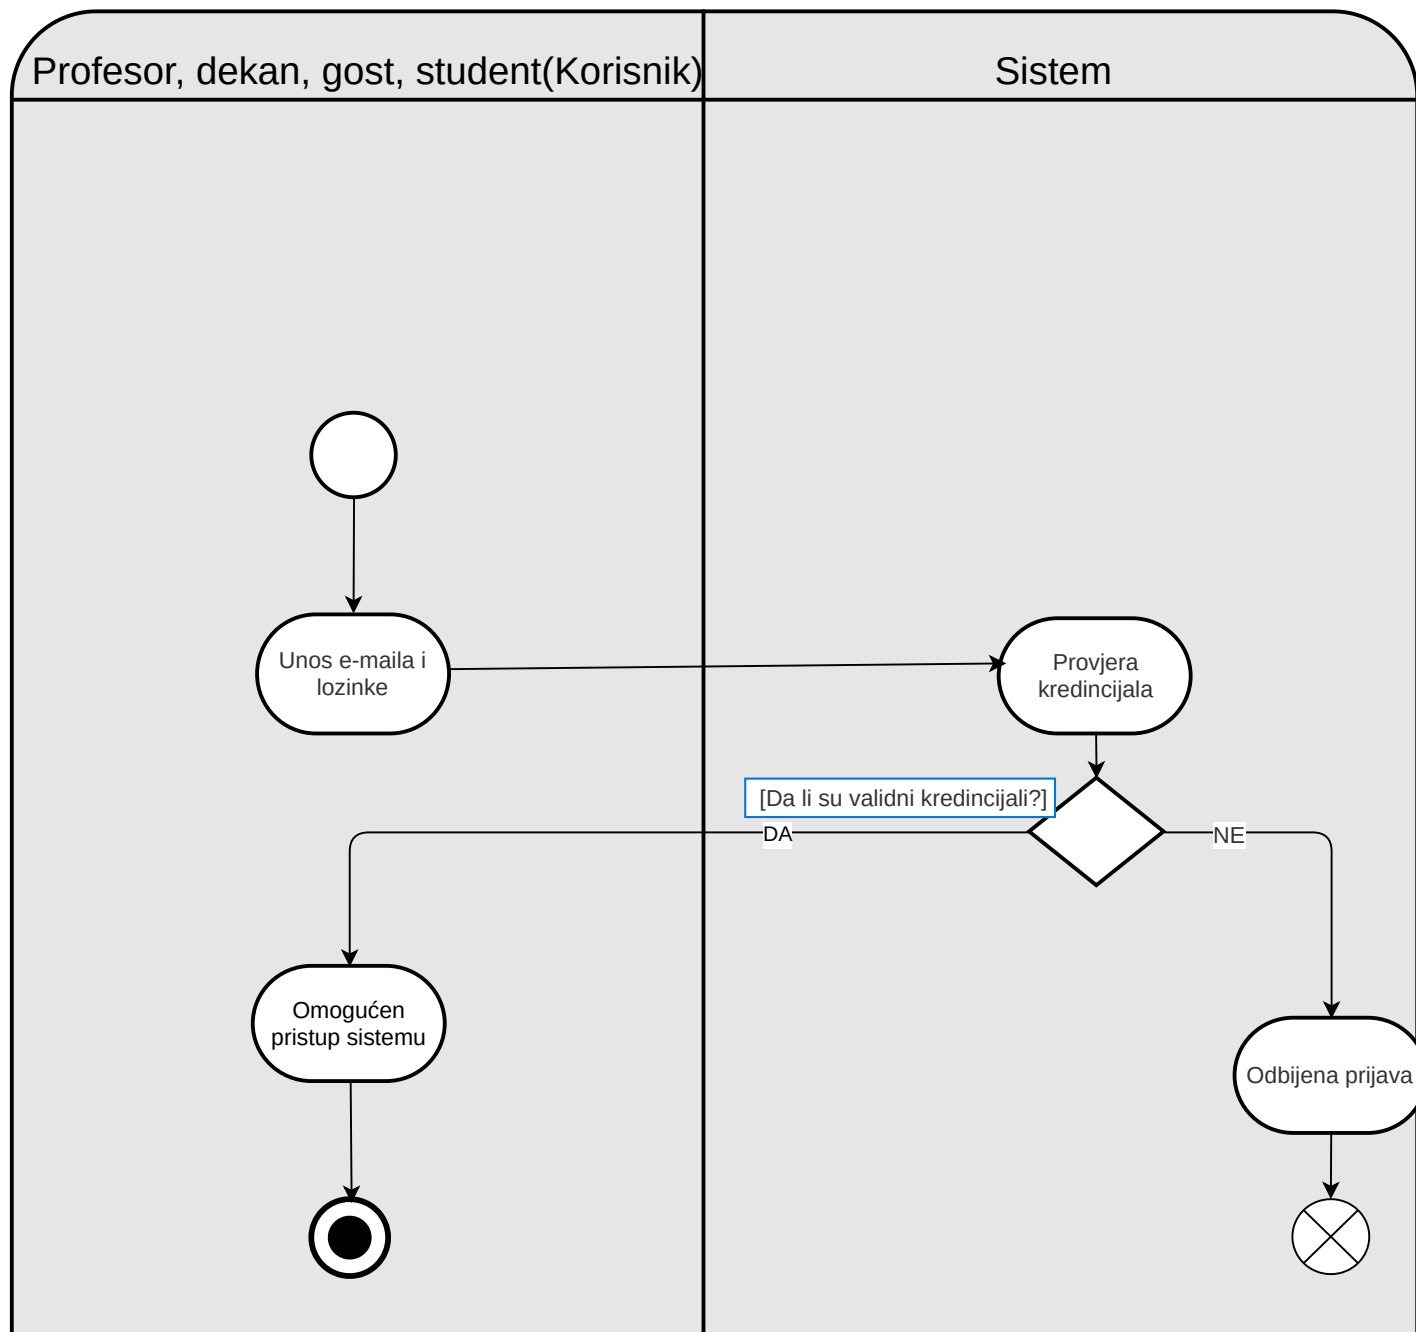 Profesor, dekan, gost, student(Korisnik)
Sistem
Unos e-maila i
lozinke
Provjera
kredincijala
[Da li su validni kredincijali?]
DA
NE
Omogućen
pristup sistemu
Odbijena prijava